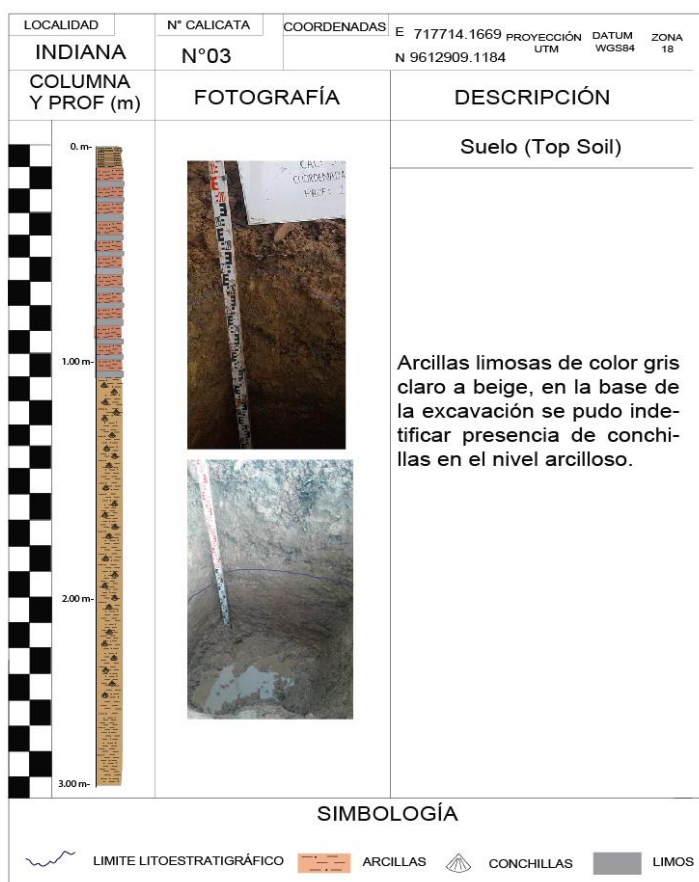 LOCALIDAD
INDIANA
N° CALICATA
N°03
COORDENADAS
E 717714.1669
N 9612909.1184
PROYECCIÓN
UTM
DATUM
WGS84
ZONA
18
COLUMNA
Y PROF (m)
FOTOGRAFÍA
DESCRIPCIÓN
0. m-
1.00 m-
2.00 m-
3.00 m-
COORDENADA
PROF:
Suelo (Top Soil)
Arcillas limosas de color gris
claro a beige, en la base de
la excavación se pudo inde-
tificar presencia de conchi-
llas en el nivel arcilloso.
SIMBOLOGÍA
LIMITE LITOESTRATIGRÁFICO
ARCILLAS
CONCHILLAS
LIMOS